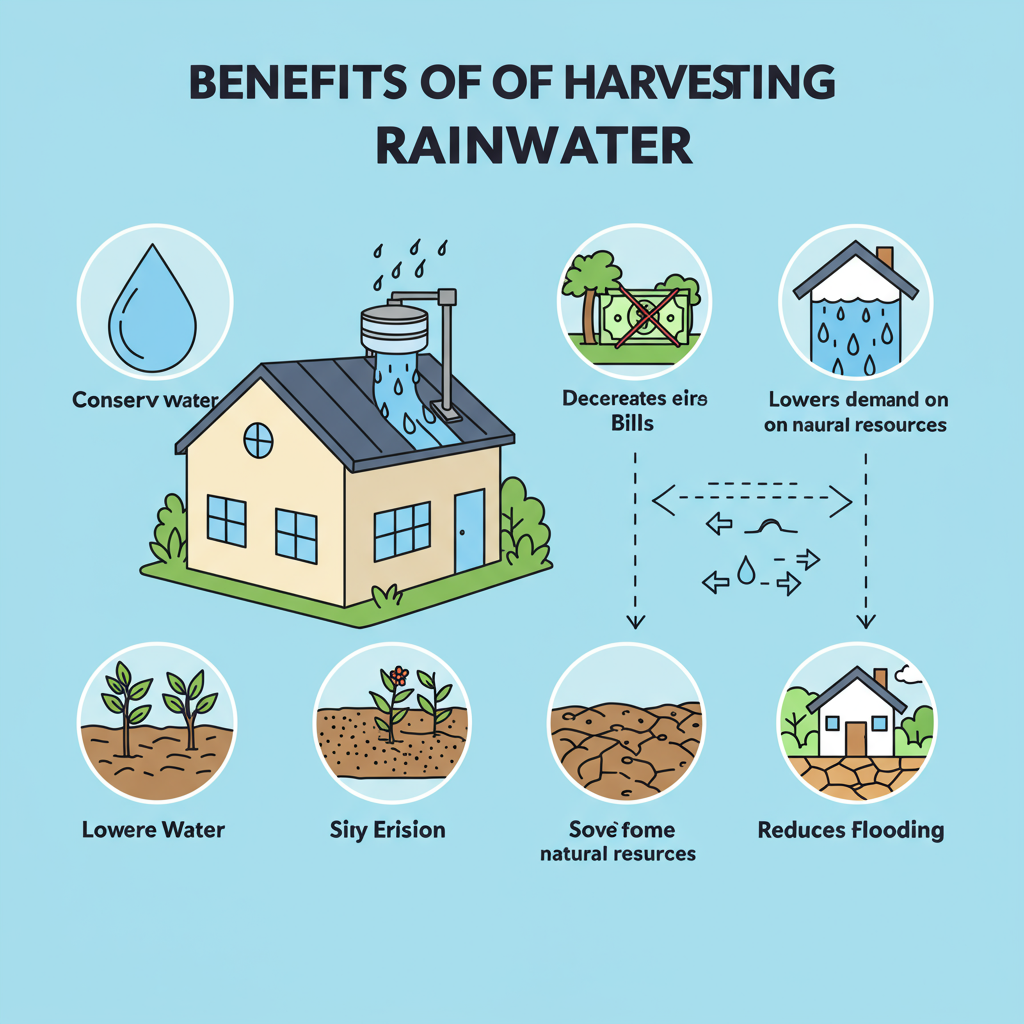 BENEFITS OF OF HARVESTING
RAINWATER
Conserv water
Decereates eirs
Bills
Lowers demand on
on naural resources
Lowere Water
Siıy Erision
Sove fome
natural resurces
Reduces Flooding